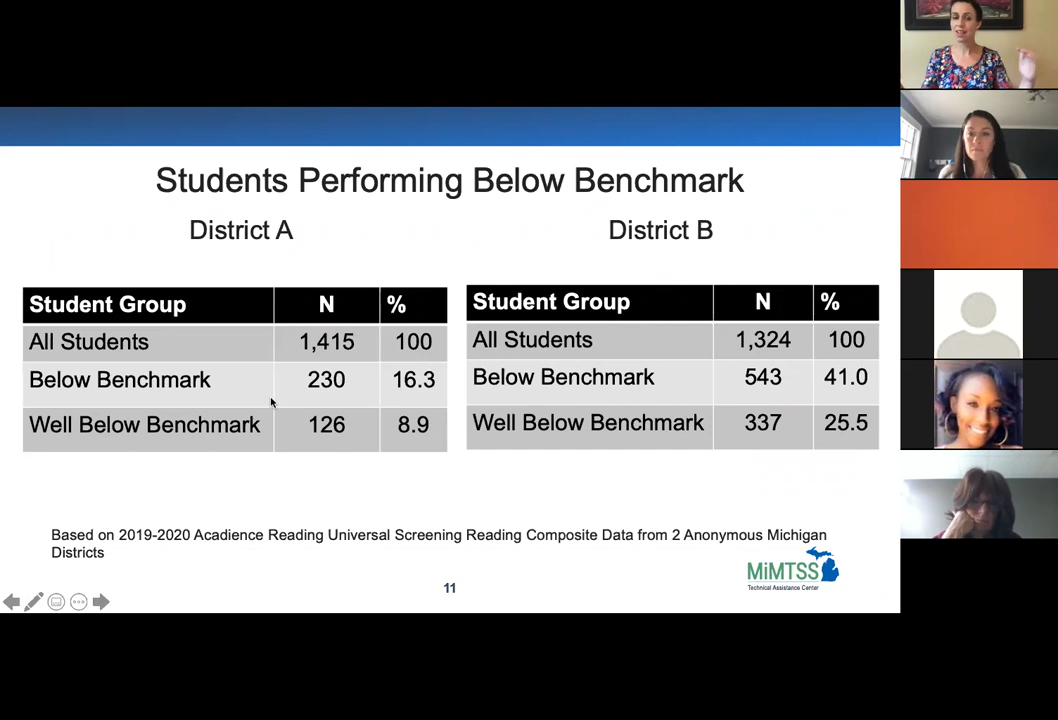 Students Performing Below Benchmark
District A
District B
Student Group N %
All Students 1,415 100
Below Benchmark 230 16.3
Well Below Benchmark 126 8.9
Student Group N %
All Students 1,324 100
Below Benchmark 543 41.0
Well Below Benchmark 337 25.5
Based on 2019-2020 Acadience Reading Universal Screening Reading Composite Data from 2 Anonymous Michigan
Districts
MiMTSS
Technical Assistance Center
11